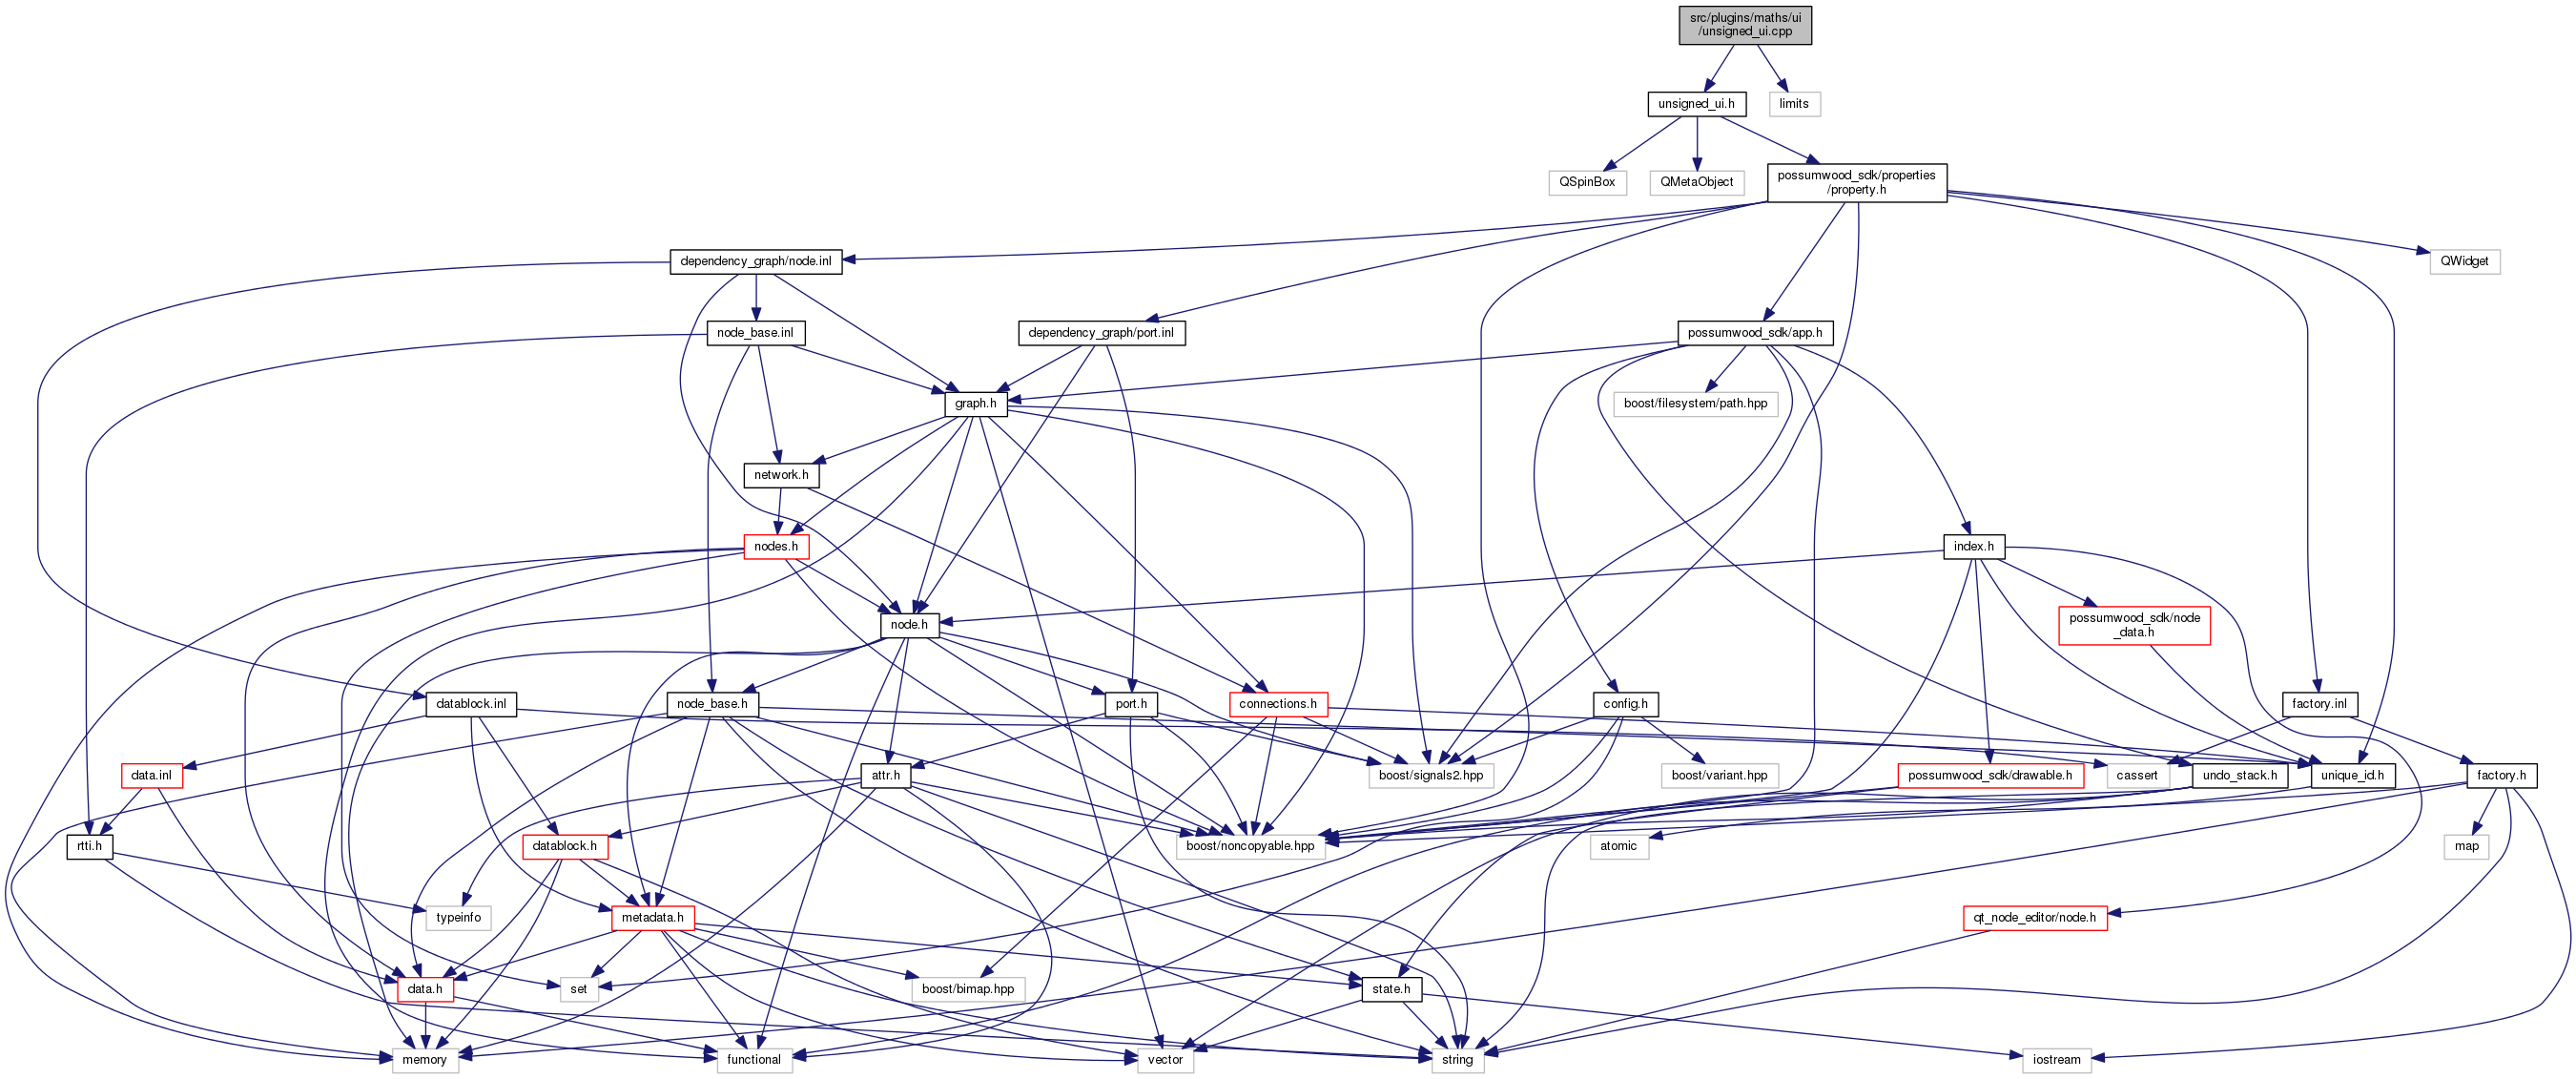 src/plugins/maths/ui
/unsigned_ui.cpp
unsigned_ui.h
limits
QSpinBox
QMetaObject
possumwood_sdk/properties
/property.h
dependency_graph/node.inl
QWidget
node_base.inl
dependency_graph/port.inl
possumwood_sdk/app.h
graph.h
boost/filesystem/path.hpp
network.h
nodes.h
index.h
node.h
possumwood_sdk/node
_data.h
datablock.inl
node_base.h
port.h
connections.h
config.h
factory.inl
data.inl
attr.h
boost/signals2.hpp
boost/variant.hpp
possumwood_sdk/drawable.h
cassert
undo_stack.h
unique_id.h
factory.h
rtti.h
datablock.h
boost/noncopyable.hpp
atomic
map
typeinfo
metadata.h
qt_node_editor/node.h
data.h
set
boost/bimap.hpp
state.h
memory
functional
vector
string
iostream